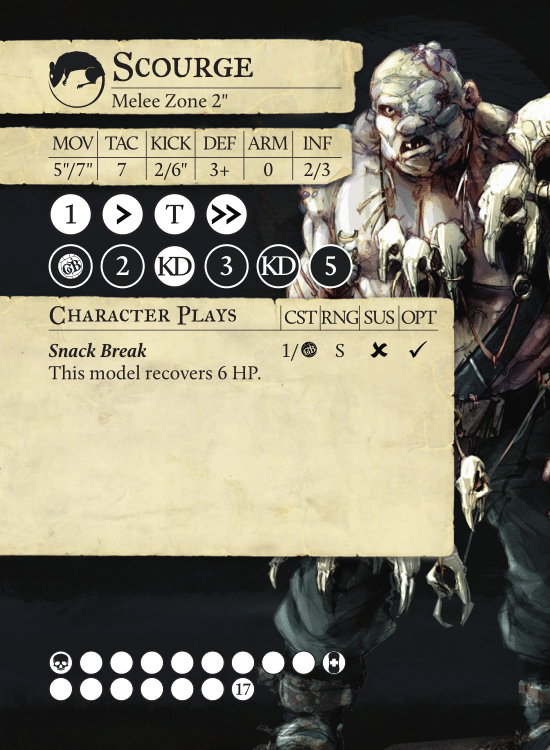 SCOURGE
Melee Zone 2"
MOV TAC KICK DEF ARM INF
5"/7" 7 2/6" 3+ 0 2/3
1 > T >>
GB 2 KD 3 KD 5
CHARACTER PLAYS CST RNG SUS OPT
Snack Break 1/GB S ✘ ✓
This model recovers 6 HP.
17